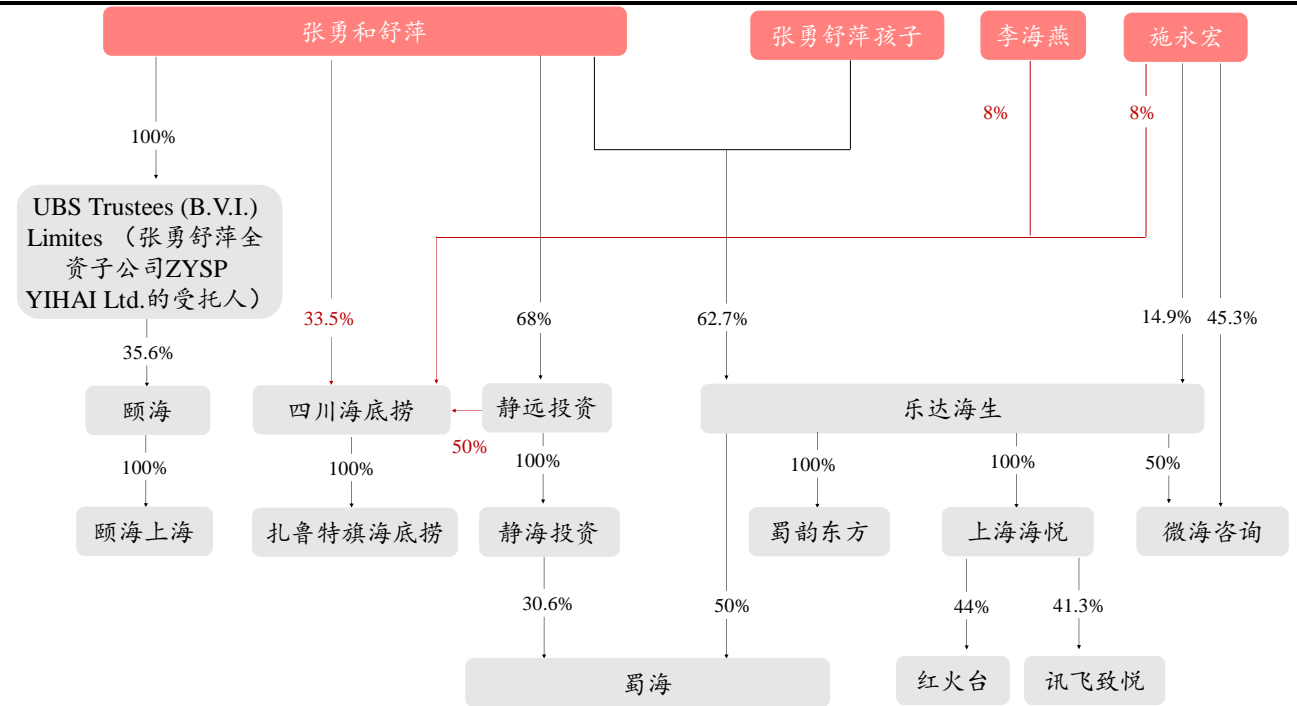 张勇和舒萍
张勇舒萍孩子
李海燕
施永宏
8%
8%
100%
UBS Trustees (B.V.I.)
Limites （张勇舒萍全
资子公司ZYSP
YIHAI Ltd.的受托人）
33.5%
68%
62.7%
14.9%
45.3%
35.6%
颐海
四川海底捞
静远投资
乐达海生
50%
100%
100%
100%
100%
100%
50%
颐海上海
扎鲁特旗海底捞
静海投资
蜀韵东方
上海海悦
微海咨询
30.6%
50%
44%
41.3%
蜀海
红火台
讯飞致悦